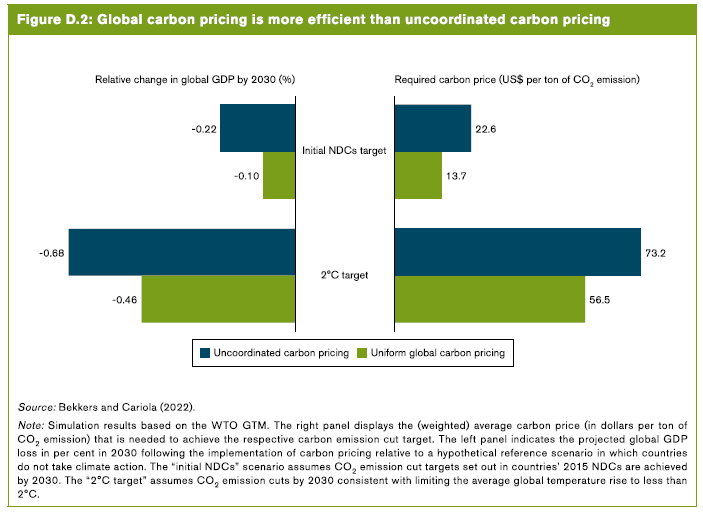 Figure D.2: Global carbon pricing is more efficient than uncoordinated carbon pricing
Relative change in global GDP by 2030 (%)
Required carbon price (US$ per ton of CO₂ emission)
-0.22
Initial NDCs target
22.6
-0.10
13.7
-0.68
73.2
2°C target
-0.46
56.5
Uncoordinated carbon pricing
Uniform global carbon pricing
Source: Bekkers and Cariola (2022).
Note: Simulation results based on the WTO GTM. The right panel displays the (weighted) average carbon price (in dollars per ton of
CO₂ emission) that is needed to achieve the respective carbon emission cut target. The left panel indicates the projected global GDP
loss in per cent in 2030 following the implementation of carbon pricing relative to a hypothetical reference scenario in which countries
do not take climate action. The “initial NDCs” scenario assumes CO₂ emission cut targets set out in countries’ 2015 NDCs are achieved
by 2030. The “2°C target” assumes CO₂ emission cuts by 2030 consistent with limiting the average global temperature rise to less than
2°C.